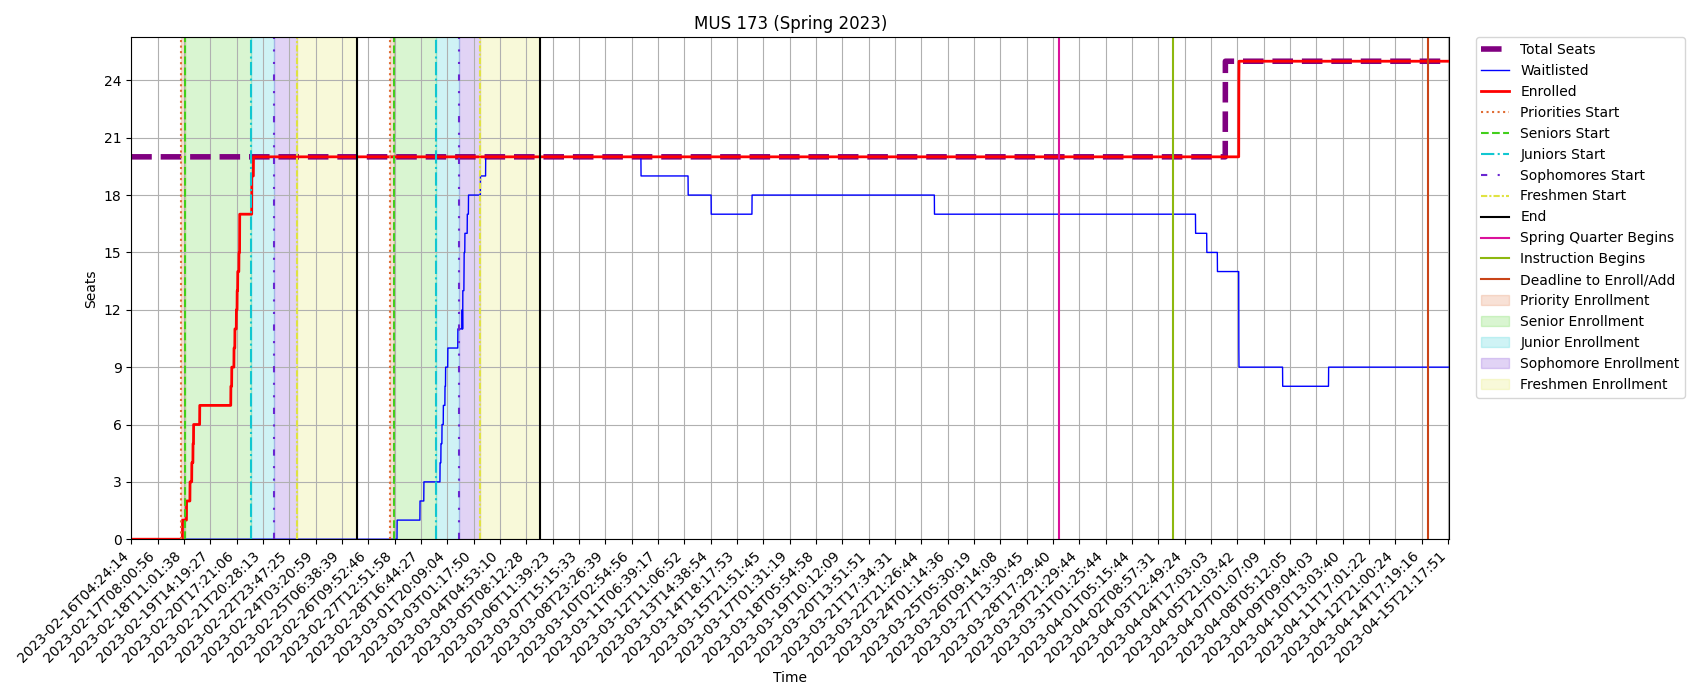 MUS 173 (Spring 2023)
Seats
24
21
18
15
12
9
6
3
0
2023-02-16T04:24:14
2023-02-17T08:00:56
2023-02-18T11:01:38
2023-02-19T14:19:27
2023-02-20T17:21:06
2023-02-21T20:28:13
2023-02-22T23:47:25
2023-02-24T03:20:59
2023-02-25T06:38:39
2023-02-26T09:52:46
2023-02-27T12:51:58
2023-02-28T16:44:27
2023-03-01T20:09:04
2023-03-03T01:17:50
2023-03-04T04:53:10
2023-03-05T08:12:28
2023-03-06T11:39:23
2023-03-07T15:15:33
2023-03-08T23:26:39
2023-03-10T02:54:56
2023-03-11T06:39:17
2023-03-12T11:06:52
2023-03-13T14:38:54
2023-03-14T18:17:53
2023-03-15T21:51:45
2023-03-17T01:31:19
2023-03-18T05:54:58
2023-03-19T10:12:09
2023-03-20T13:51:51
2023-03-21T17:34:31
2023-03-22T21:26:44
2023-03-24T01:14:36
2023-03-25T05:30:19
2023-03-26T09:14:08
2023-03-27T13:30:45
2023-03-28T17:29:40
2023-03-29T21:29:44
2023-03-31T01:25:44
2023-04-01T05:15:44
2023-04-02T08:57:31
2023-04-03T12:49:24
2023-04-04T17:03:03
2023-04-05T21:03:42
2023-04-07T01:07:09
2023-04-08T05:12:05
2023-04-09T09:04:03
2023-04-10T13:03:40
2023-04-11T17:01:22
2023-04-12T21:00:24
2023-04-14T17:19:16
2023-04-15T21:17:51
Time
Total Seats
Waitlisted
Enrolled
Priorities Start
Seniors Start
Juniors Start
Sophomores Start
Freshmen Start
End
Spring Quarter Begins
Instruction Begins
Deadline to Enroll/Add
Priority Enrollment
Senior Enrollment
Junior Enrollment
Sophomore Enrollment
Freshmen Enrollment